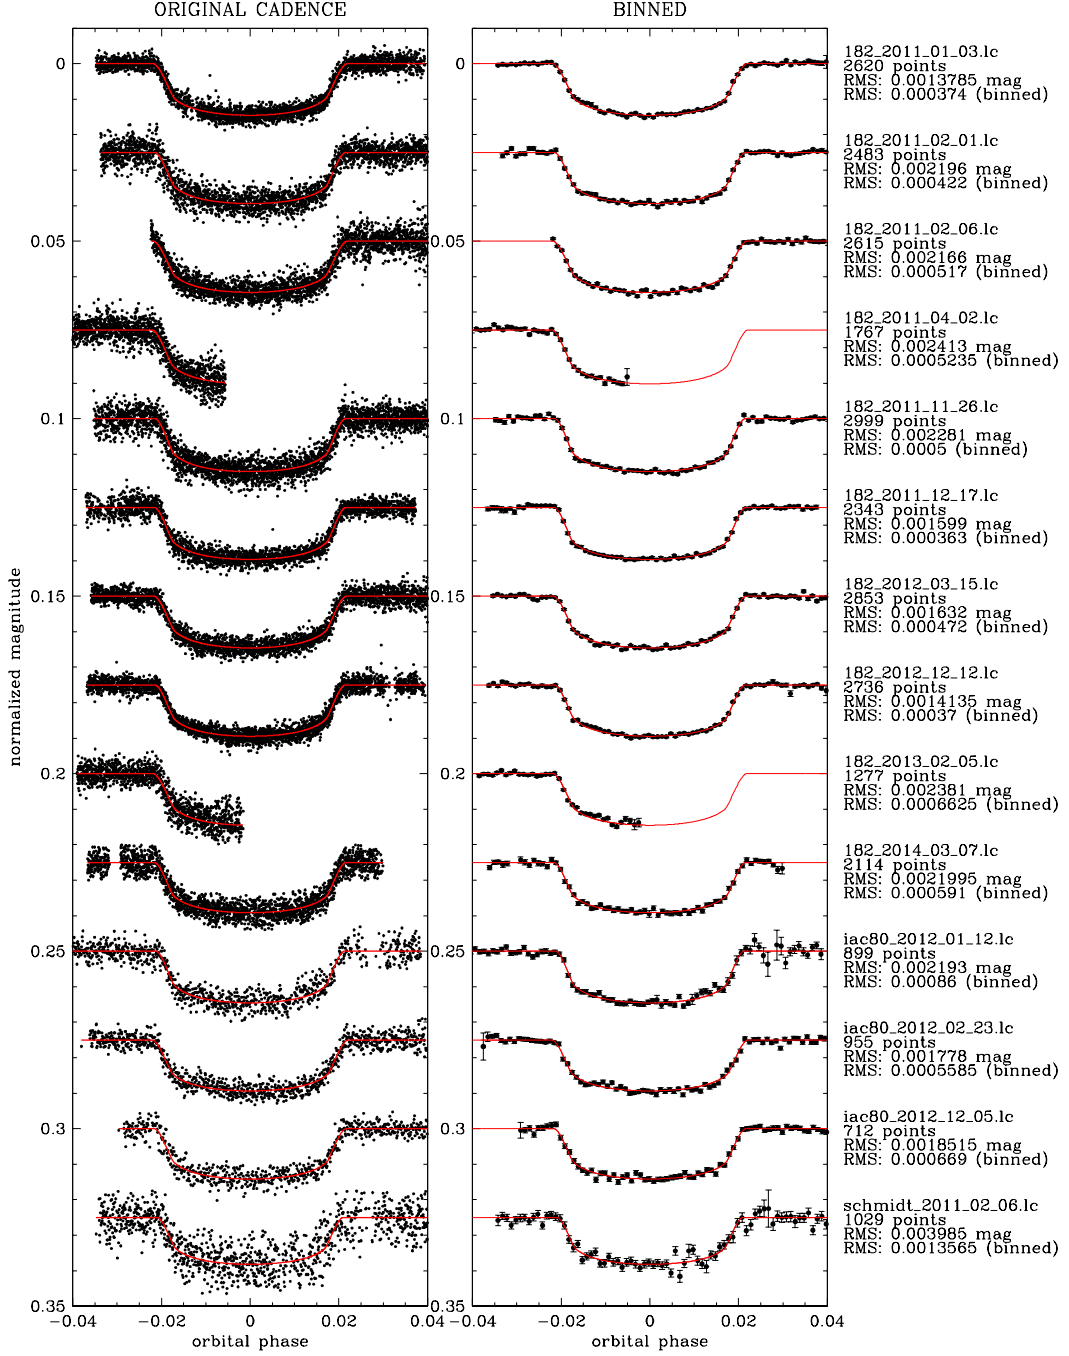 ORIGINAL CADENCE
BINNED
normalized magnitude
0
0.05
0.1
0.15
0.2
0.25
0.3
0.35
-0.04
-0.02
0
0.02
0.04
orbital phase
0
0.05
0.1
0.15
0.2
0.25
0.3
0.35
-0.04
-0.02
0
0.02
0.04
orbital phase
182_2011_01_03.lc
2620 points
RMS: 0.0013785 mag
RMS: 0.000374 (binned)
182_2011_02_01.lc
2483 points
RMS: 0.002196 mag
RMS: 0.000422 (binned)
182_2011_02_06.lc
2615 points
RMS: 0.002166 mag
RMS: 0.000517 (binned)
182_2011_04_02.lc
1767 points
RMS: 0.002413 mag
RMS: 0.0005235 (binned)
182_2011_11_26.lc
2999 points
RMS: 0.002281 mag
RMS: 0.0005 (binned)
182_2011_12_17.lc
2343 points
RMS: 0.001599 mag
RMS: 0.000363 (binned)
182_2012_03_15.lc
2853 points
RMS: 0.001632 mag
RMS: 0.000472 (binned)
182_2012_12_12.lc
2736 points
RMS: 0.0014135 mag
RMS: 0.00037 (binned)
182_2013_02_05.lc
1277 points
RMS: 0.002381 mag
RMS: 0.0006625 (binned)
182_2014_03_07.lc
2114 points
RMS: 0.0021995 mag
RMS: 0.000591 (binned)
iac80_2012_01_12.lc
899 points
RMS: 0.002193 mag
RMS: 0.00086 (binned)
iac80_2012_02_23.lc
955 points
RMS: 0.001778 mag
RMS: 0.0005585 (binned)
iac80_2012_12_05.lc
712 points
RMS: 0.0018515 mag
RMS: 0.000669 (binned)
schmidt_2011_02_06.lc
1029 points
RMS: 0.003985 mag
RMS: 0.0013565 (binned)